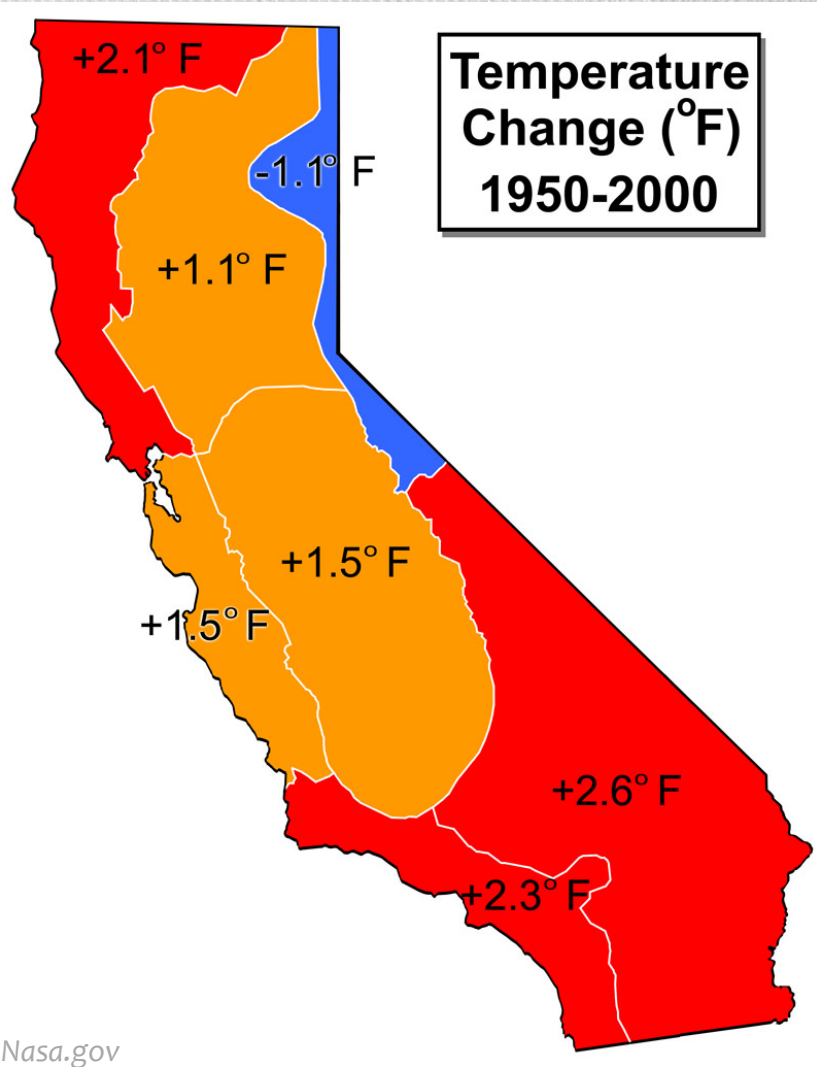 +2.1° F
Temperature
Change (°F)
1950-2000
-1.1° F
+1.1° F
+1.5° F
+1.5° F
+2.6° F
+2.3° F
Nasa.gov